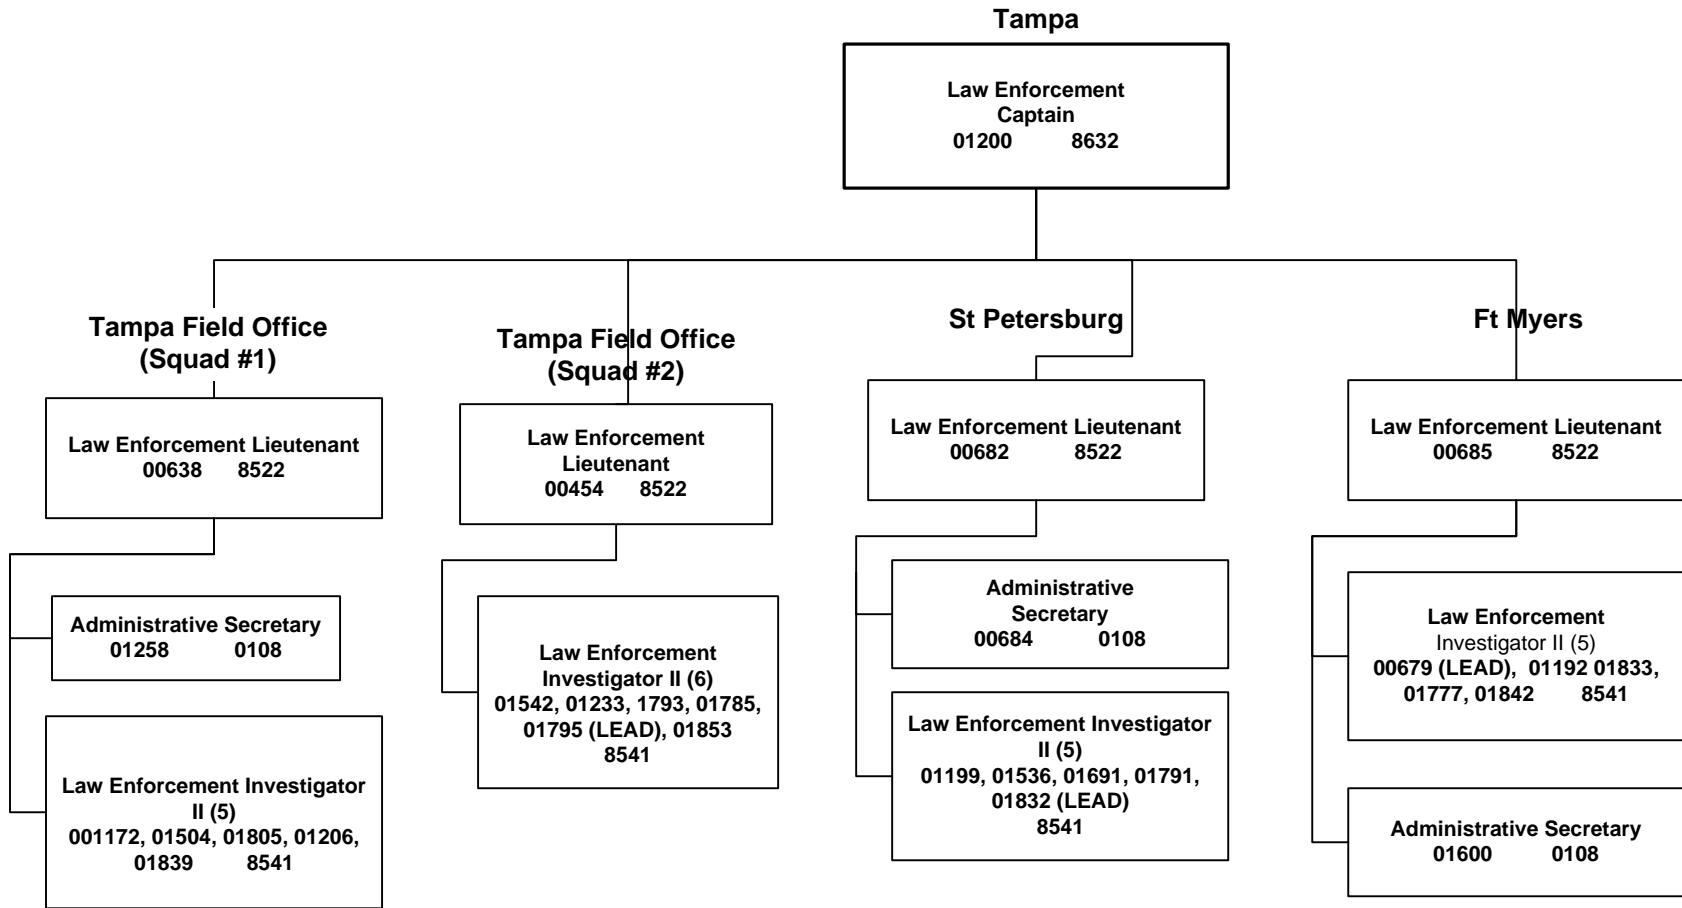 Tampa
Law Enforcement
Captain
01200 8632
Tampa Field Office
(Squad #1)
Law Enforcement Lieutenant
00638 8522
Administrative Secretary
01258 0108
Law Enforcement Investigator
II (5)
001172, 01504, 01805, 01206,
01839 8541
Tampa Field Office
(Squad #2)
Law Enforcement
Lieutenant
00454 8522
Law Enforcement
Investigator II (6)
01542, 01233, 1793, 01785,
01795 (LEAD), 01853
8541
St Petersburg
Law Enforcement Lieutenant
00682 8522
Administrative
Secretary
00684 0108
Law Enforcement Investigator
II (5)
01199, 01536, 01691, 01791,
01832 (LEAD)
8541
Ft Myers
Law Enforcement Lieutenant
00685 8522
Law Enforcement
Investigator II (5)
00679 (LEAD), 01192 01833,
01777, 01842 8541
Administrative Secretary
01600 0108